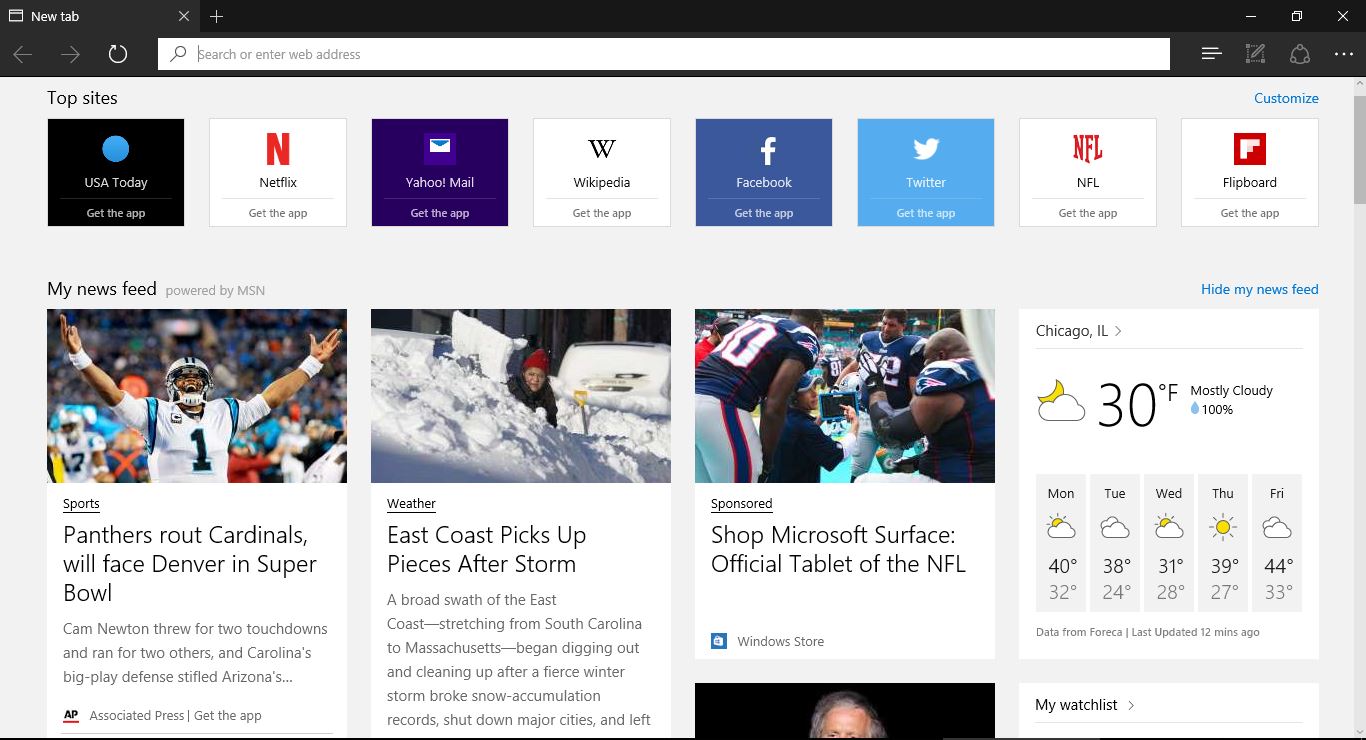 New tab
Search or enter web address
Top sites
Customize
USA Today
Get the app
N
Netflix
Get the app
Yahoo! Mail
Get the app
W
Wikipedia
Get the app
f
Facebook
Get the app
Twitter
Get the app
NFL
NFL
Get the app
Flipboard
Get the app
My news feed powered by MSN
Hide my news feed
1
Sports
Panthers rout Cardinals,
will face Denver in Super
Bowl
Cam Newton threw for two touchdowns
and ran for two others, and Carolina's
big-play defense stifled Arizona's...
AP Associated Press | Get the app
Weather
East Coast Picks Up
Pieces After Storm
A broad swath of the East
Coast—stretching from South Carolina
to Massachusetts—began digging out
and cleaning up after a fierce winter
storm broke snow-accumulation
records, shut down major cities, and left
Sponsored
Shop Microsoft Surface:
Official Tablet of the NFL
Windows Store
Chicago, IL
30 °F
Mostly Cloudy
100%
Mon Tue Wed Thu Fri
40° 38° 31° 39° 44°
32° 24° 28° 27° 33°
Data from Foreca | Last Updated 12 mins ago
My watchlist